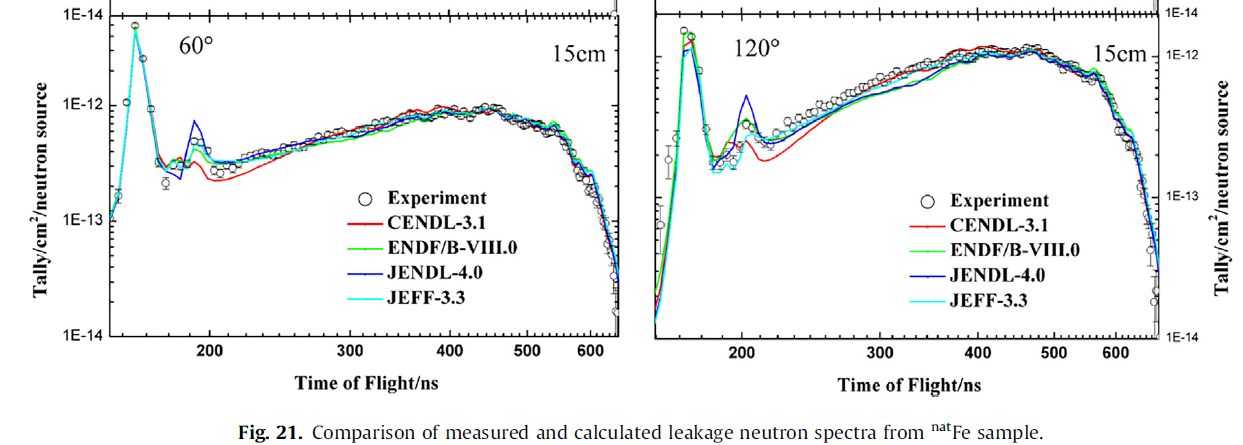 1E-14
1E-14
60°
15cm
120°
15cm
1E-12
1E-12
1E-13
1E-13
Experiment
CENDL-3.1
ENDF/B-VIII.0
JENDL-4.0
JEFF-3.3
Experiment
CENDL-3.1
ENDF/B-VIII.0
JENDL-4.0
JEFF-3.3
Tally/cm²/neutron source
Tally/cm²/neutron source
1E-14
1E-14
200 300 400 500 600
200 300 400 500 600
Time of Flight/ns
Time of Flight/ns
Fig. 21. Comparison of measured and calculated leakage neutron spectra from ⁿᵃᵗFe sample.